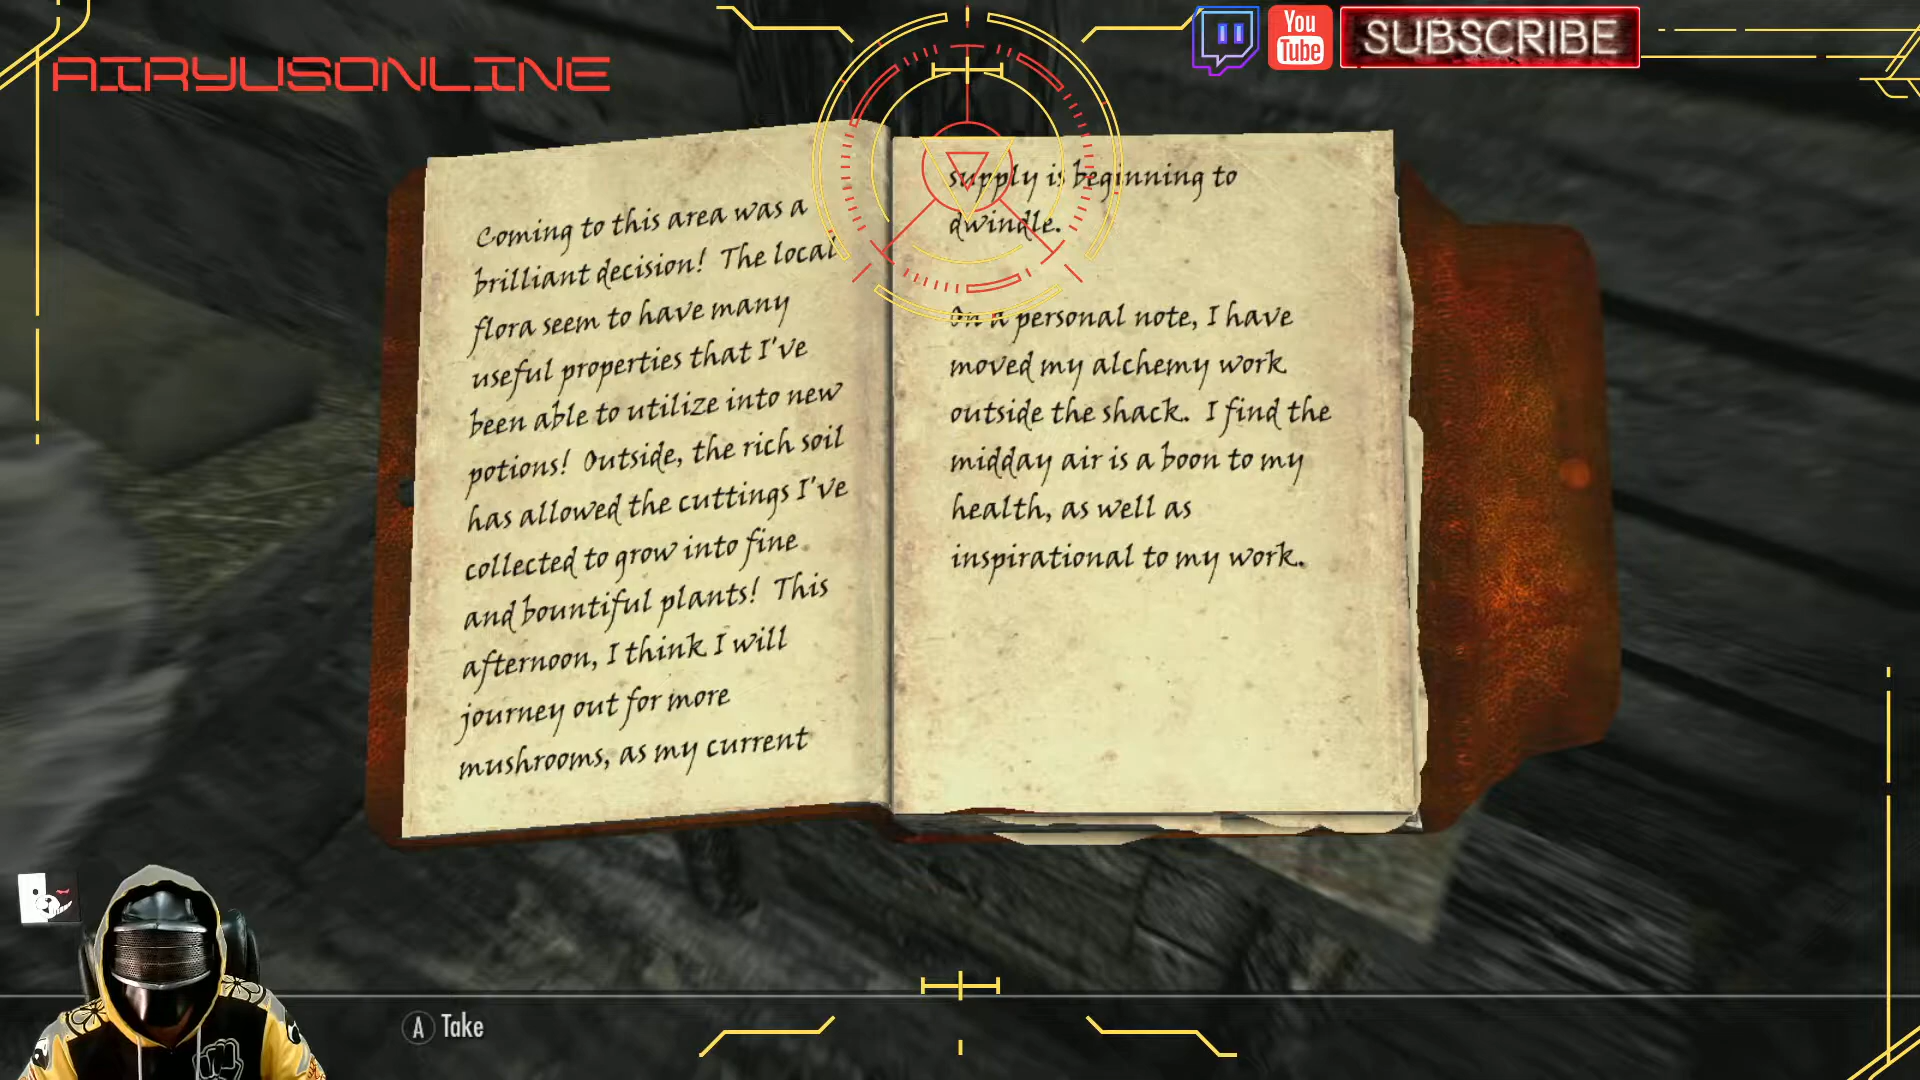 AIRYUSONLINE
You
Tube
SUBSCRIBE
Coming to this area was a
brilliant decision! The local
flora seem to have many
useful properties that I've
been able to utilize into new
potions! Outside, the rich soil
has allowed the cuttings I've
collected to grow into fine
and bountiful plants! This
afternoon, I think I will
journey out for more
mushrooms, as my current
supply is beginning to
dwindle.
On a personal note, I have
moved my alchemy work
outside the shack. I find the
midday air is a boon to my
health, as well as
inspirational to my work.
A Take